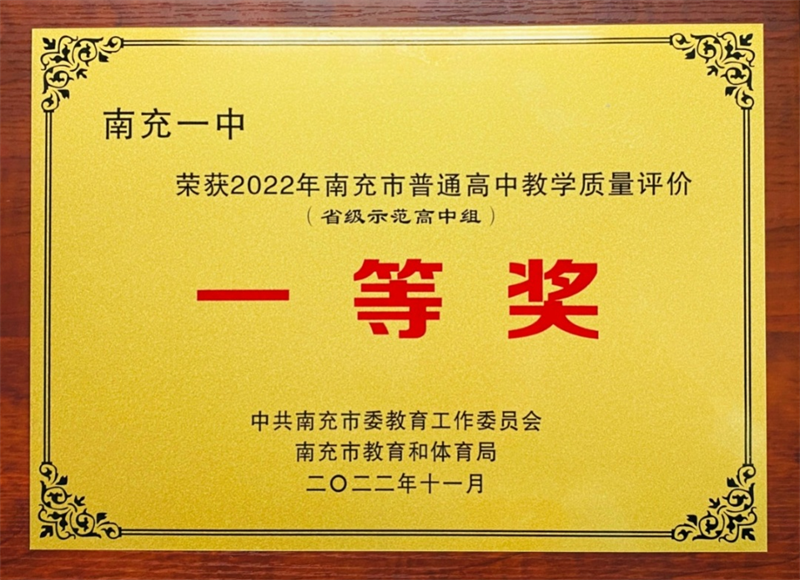 南充一中
荣获2022年南充市普通高中教学质量评价
（省级示范高中组）
一等奖
中共南充市委教育工作委员会
南充市教育和体育局
二〇二二年十一月